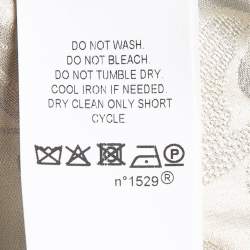 DO NOT WASH.
DO NOT BLEACH.
DO NOT TUMBLE DRY.
COOL IRON IF NEEDED.
DRY CLEAN ONLY SHORT
CYCLE.
P
n°1529®